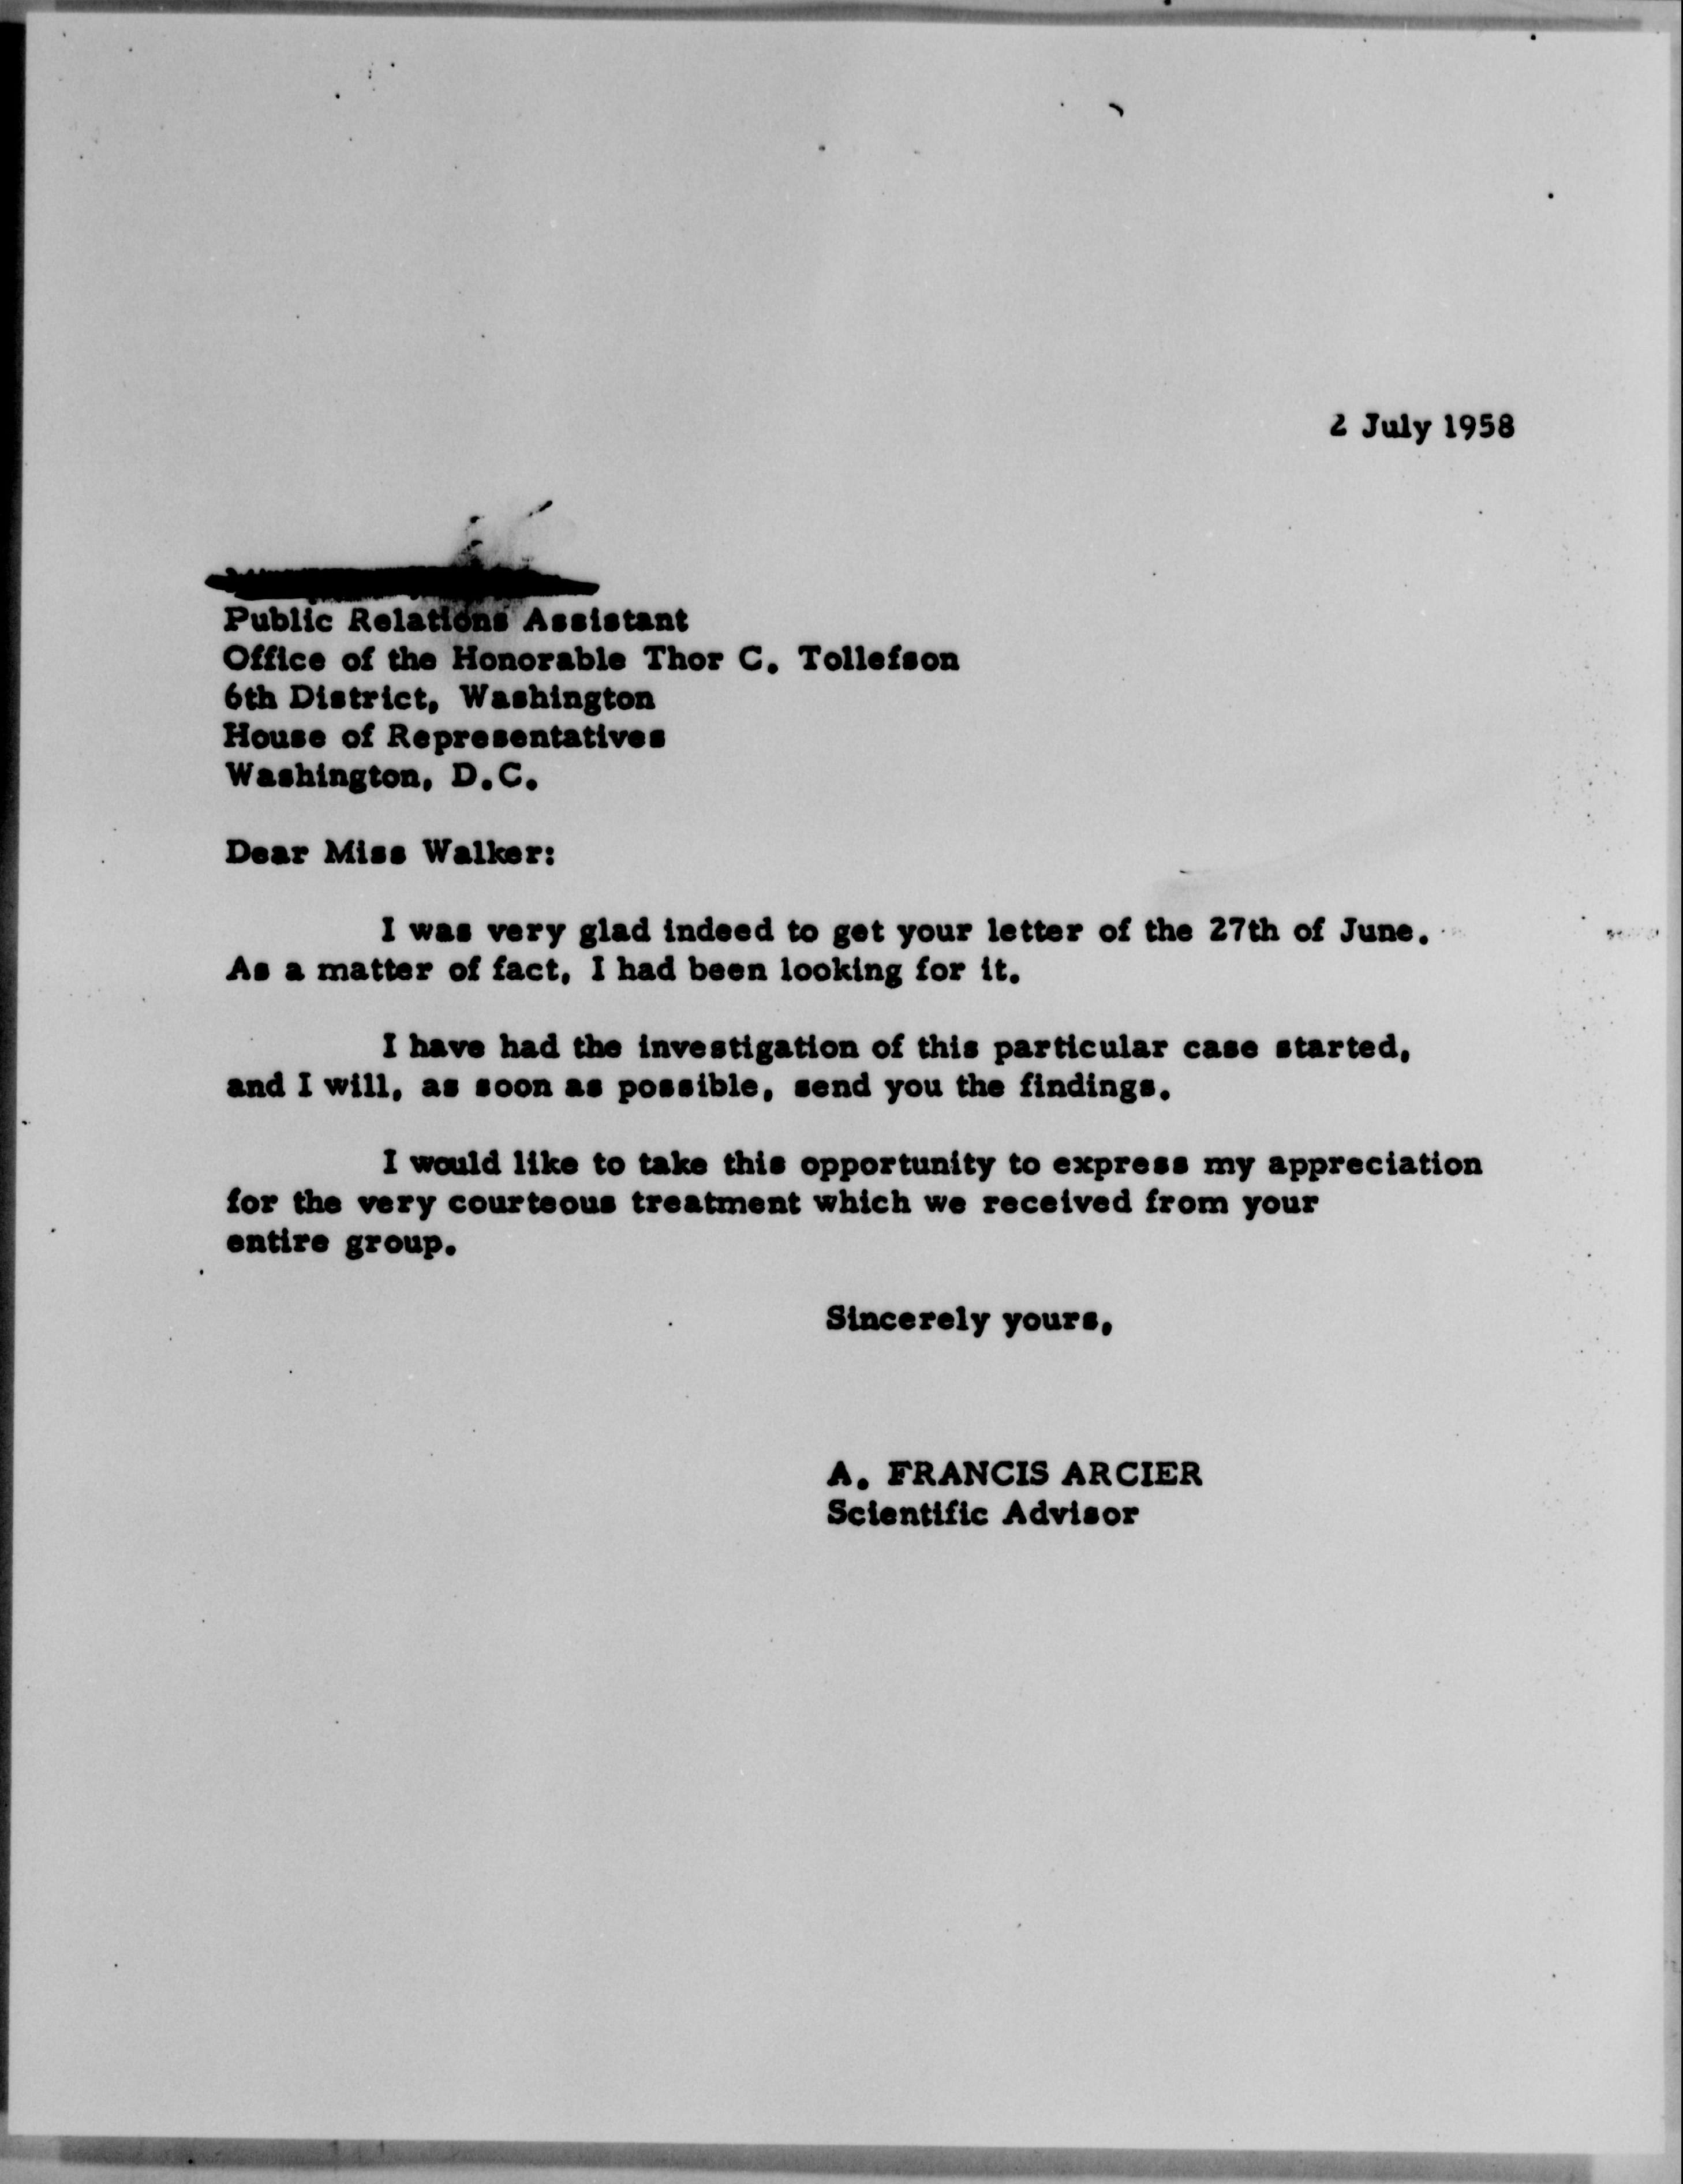 2 July 1958
Public Relations Assistant
Office of the Honorable Thor C. Tollefson
6th District, Washington
House of Representatives
Washington, D.C.
Dear Miss Walker:
I was very glad indeed to get your letter of the 27th of June.
As a matter of fact, I had been looking for it.
I have had the investigation of this particular case started,
and I will, as soon as possible, send you the findings.
I would like to take this opportunity to express my appreciation
for the very courteous treatment which we received from your
entire group.
Sincerely yours,
A. FRANCIS ARCIER
Scientific Advisor